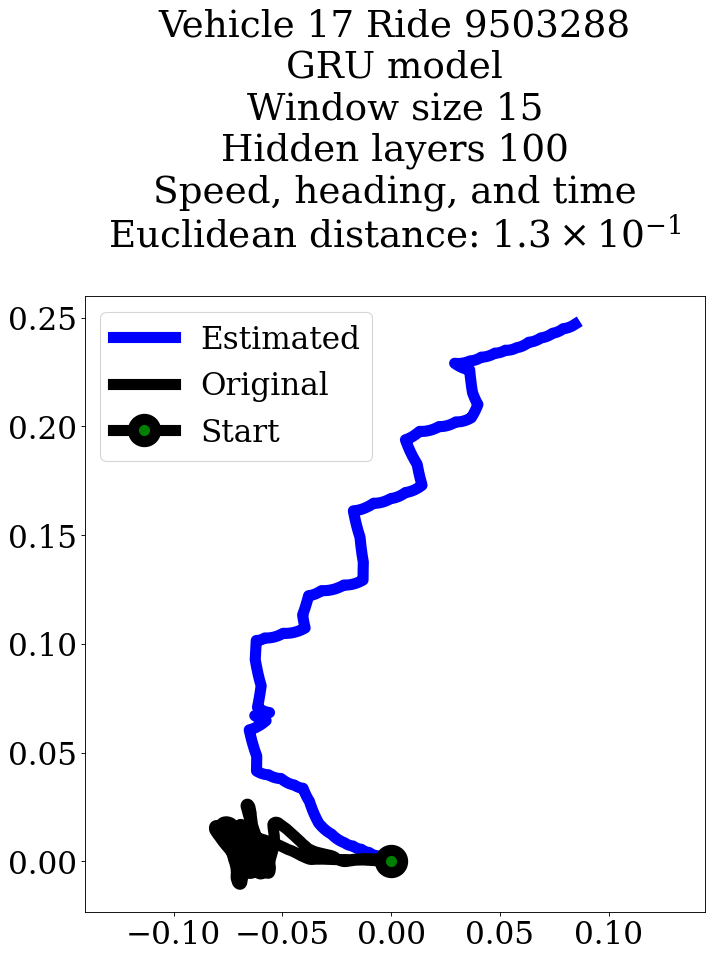 Vehicle 17 Ride 9503288
GRU model
Window size 15
Hidden layers 100
Speed, heading, and time
Euclidean distance: 1.3 × 10⁻¹
Estimated
Original
Start
0.25
0.20
0.15
0.10
0.05
0.00
−0.10 −0.05 0.00 0.05 0.10